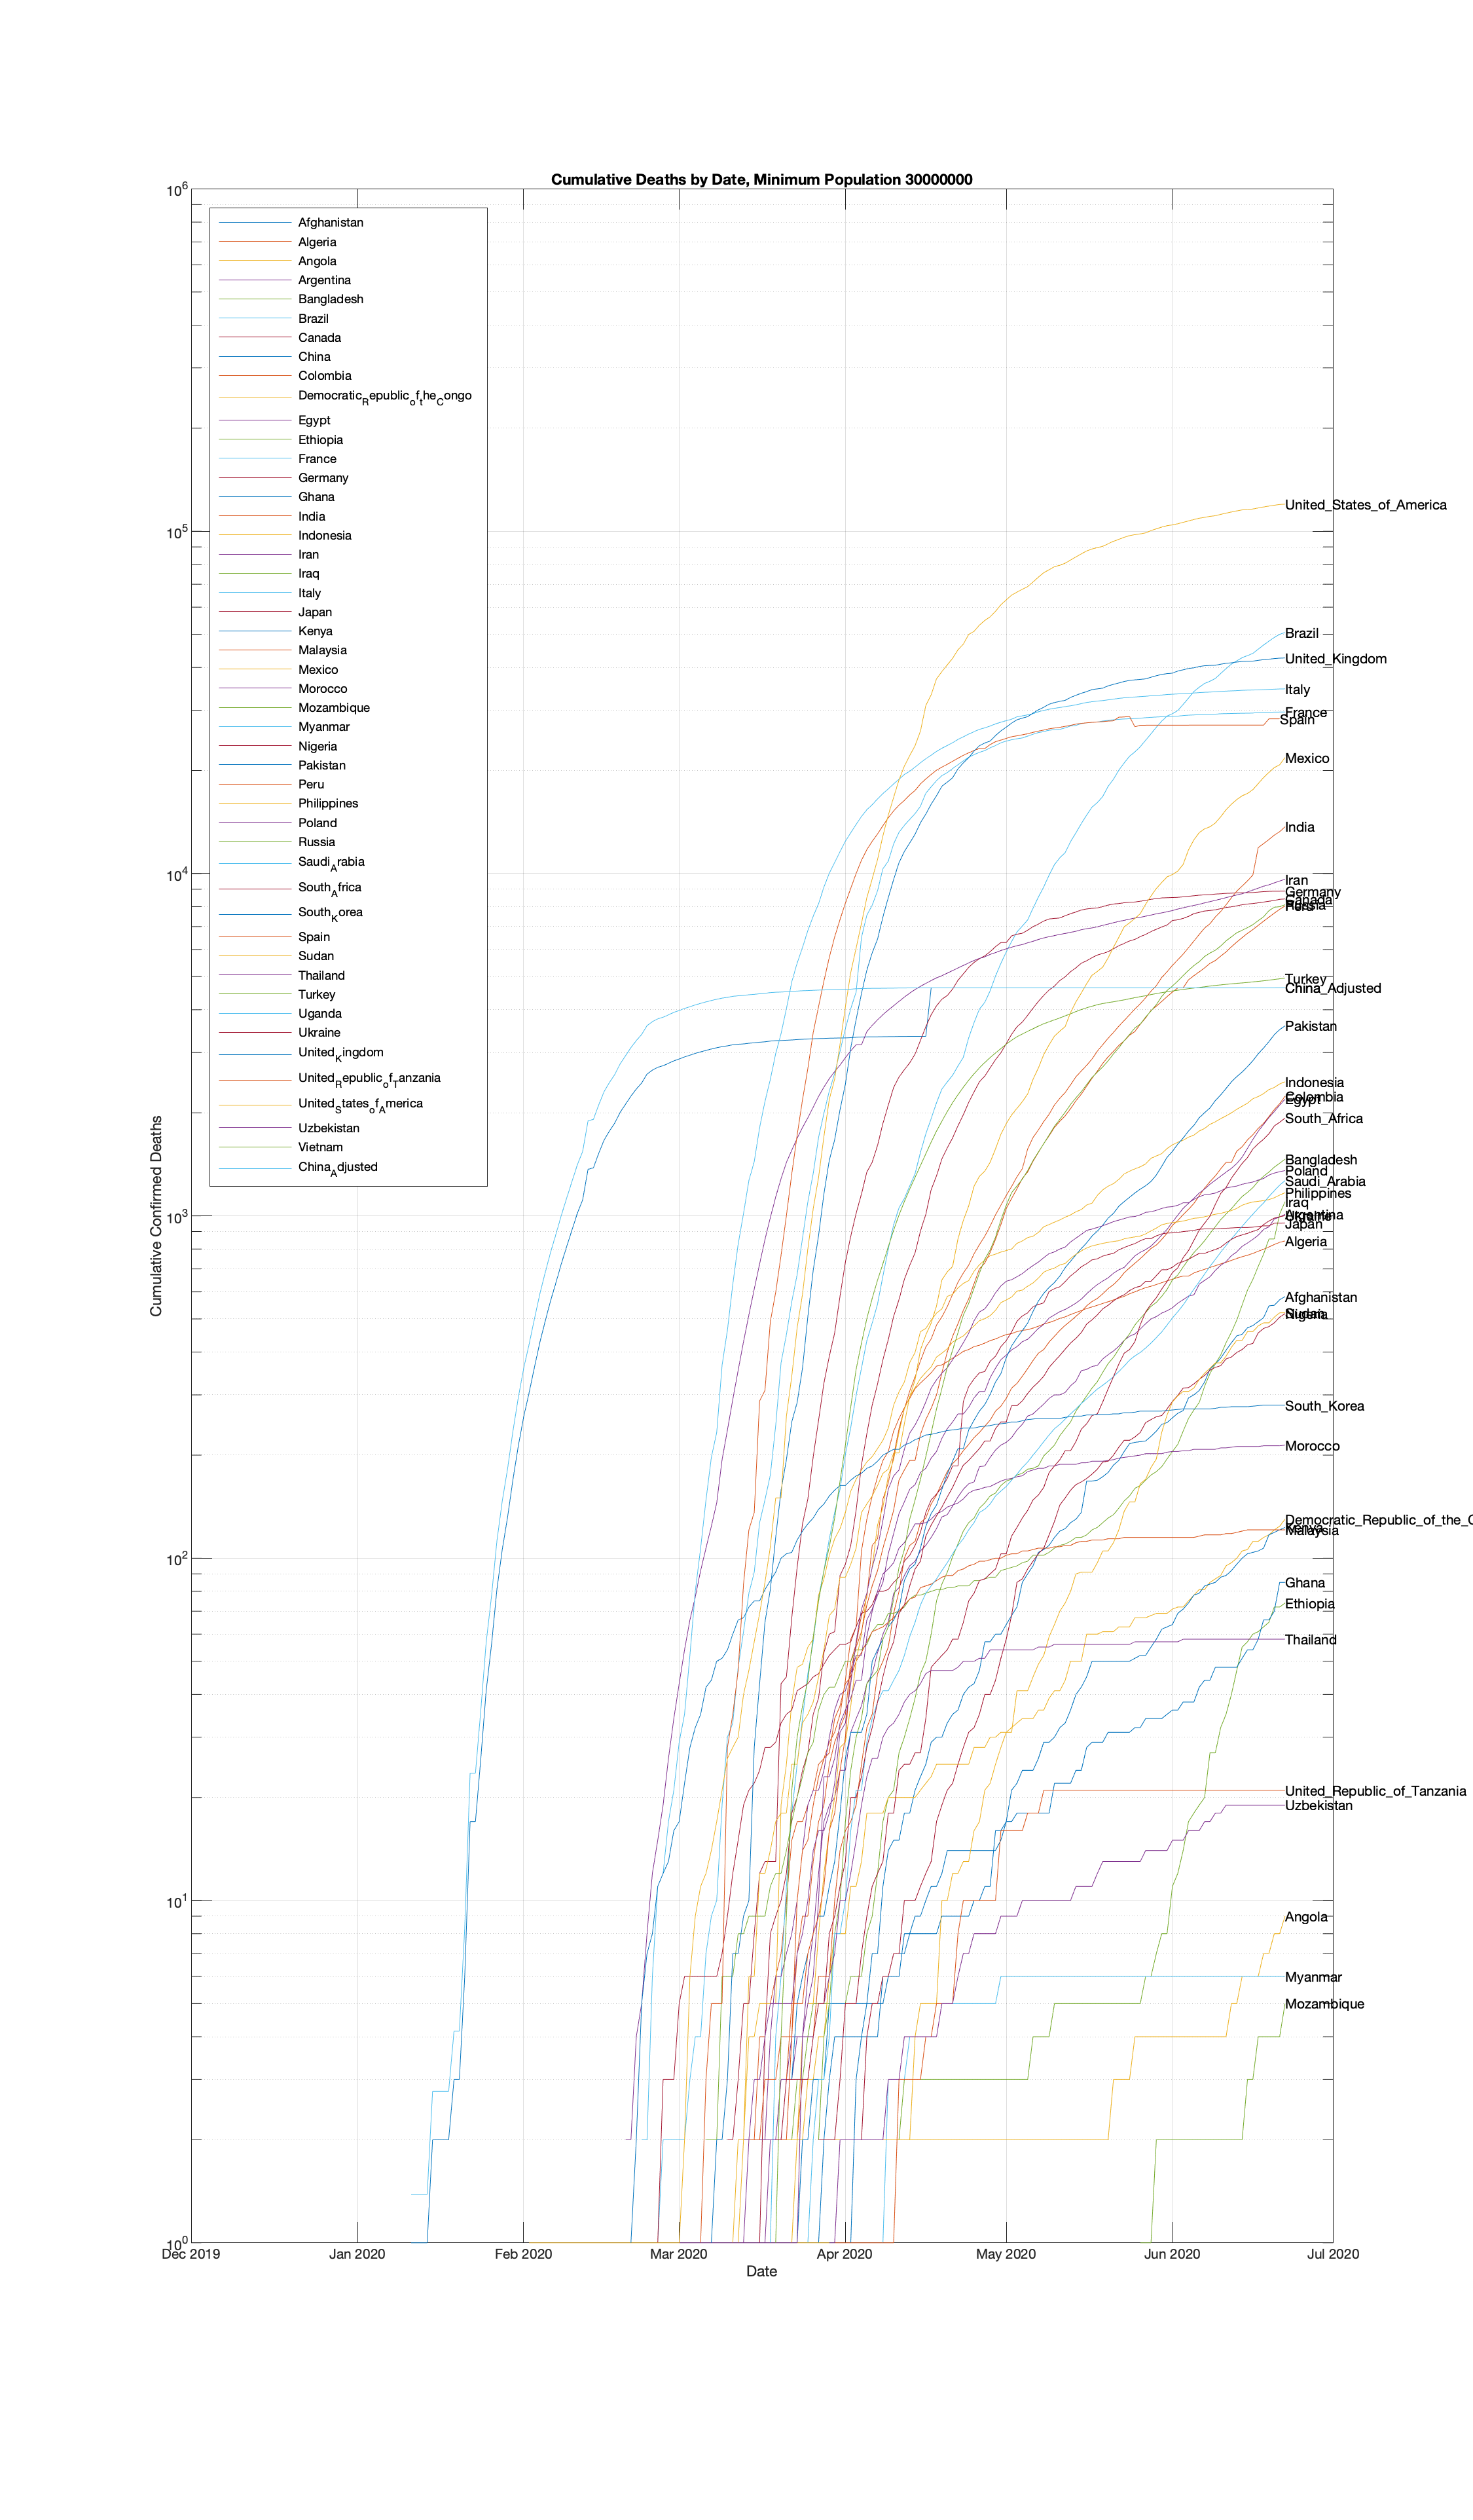 Cumulative Deaths by Date, Minimum Population 30000000
10^6
10^5
10^4
10^3
10^2
10^1
10^0
Cumulative Confirmed Deaths
Afghanistan
Algeria
Angola
Argentina
Bangladesh
Brazil
Canada
China
Colombia
Democratic_Republic_of_the_Congo
Egypt
Ethiopia
France
Germany
Ghana
India
Indonesia
Iran
Iraq
Italy
Japan
Kenya
Malaysia
Mexico
Morocco
Mozambique
Myanmar
Nigeria
Pakistan
Peru
Philippines
Poland
Russia
Saudi_Arabia
South_Africa
South_Korea
Spain
Sudan
Thailand
Turkey
Uganda
Ukraine
United_Kingdom
United_Republic_of_Tanzania
United_States_of_America
Uzbekistan
Vietnam
China_Adjusted
United_States_of_America
Brazil
United_Kingdom
Italy
France
Spain
Mexico
India
Iran
Germany
Canada
Russia
Peru
Turkey
China_Adjusted
Pakistan
Indonesia
Colombia
Egypt
South_Africa
Bangladesh
Poland
Saudi_Arabia
Philippines
Iraq
Argentina
Ukraine
Japan
Algeria
Afghanistan
Sudan
Nigeria
South_Korea
Morocco
Democratic_Republic_of_the_C
Kenya
Malaysia
Ghana
Ethiopia
Thailand
United_Republic_of_Tanzania
Uzbekistan
Angola
Myanmar
Mozambique
Dec 2019 Jan 2020 Feb 2020 Mar 2020 Apr 2020 May 2020 Jun 2020 Jul 2020
Date